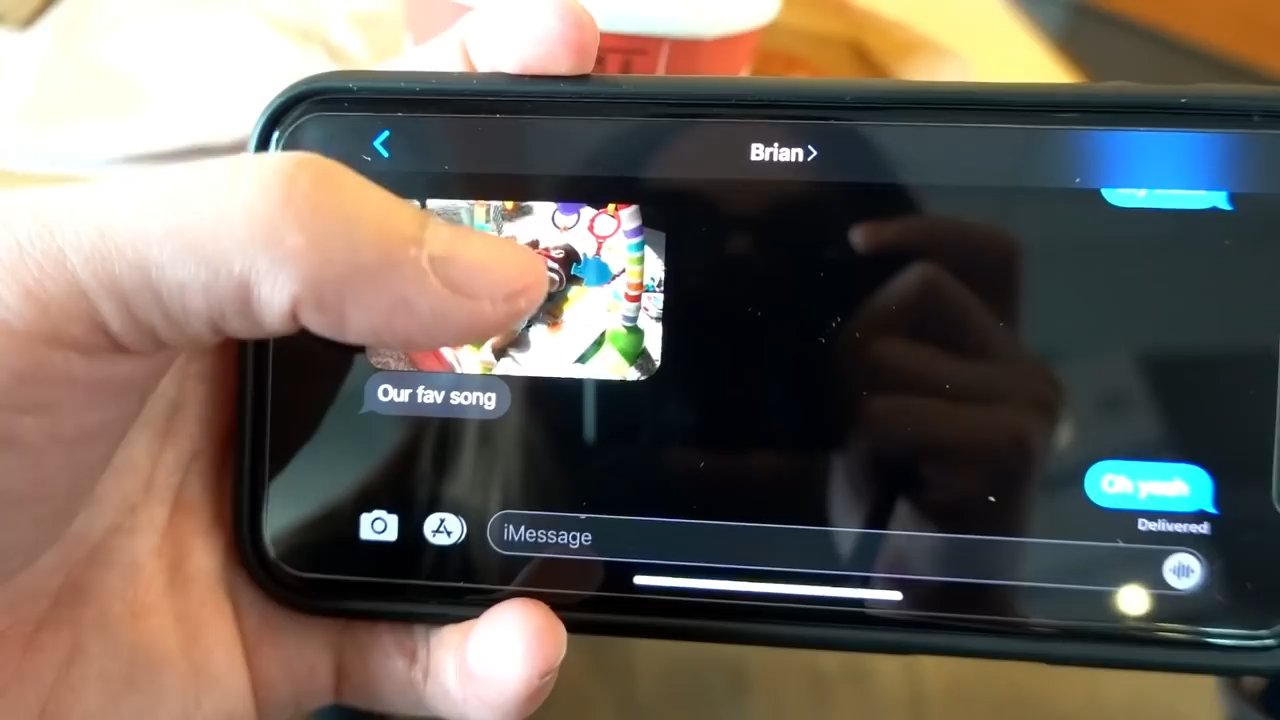 Brian
Our fav song
Oh yeah
Delivered
iMessage